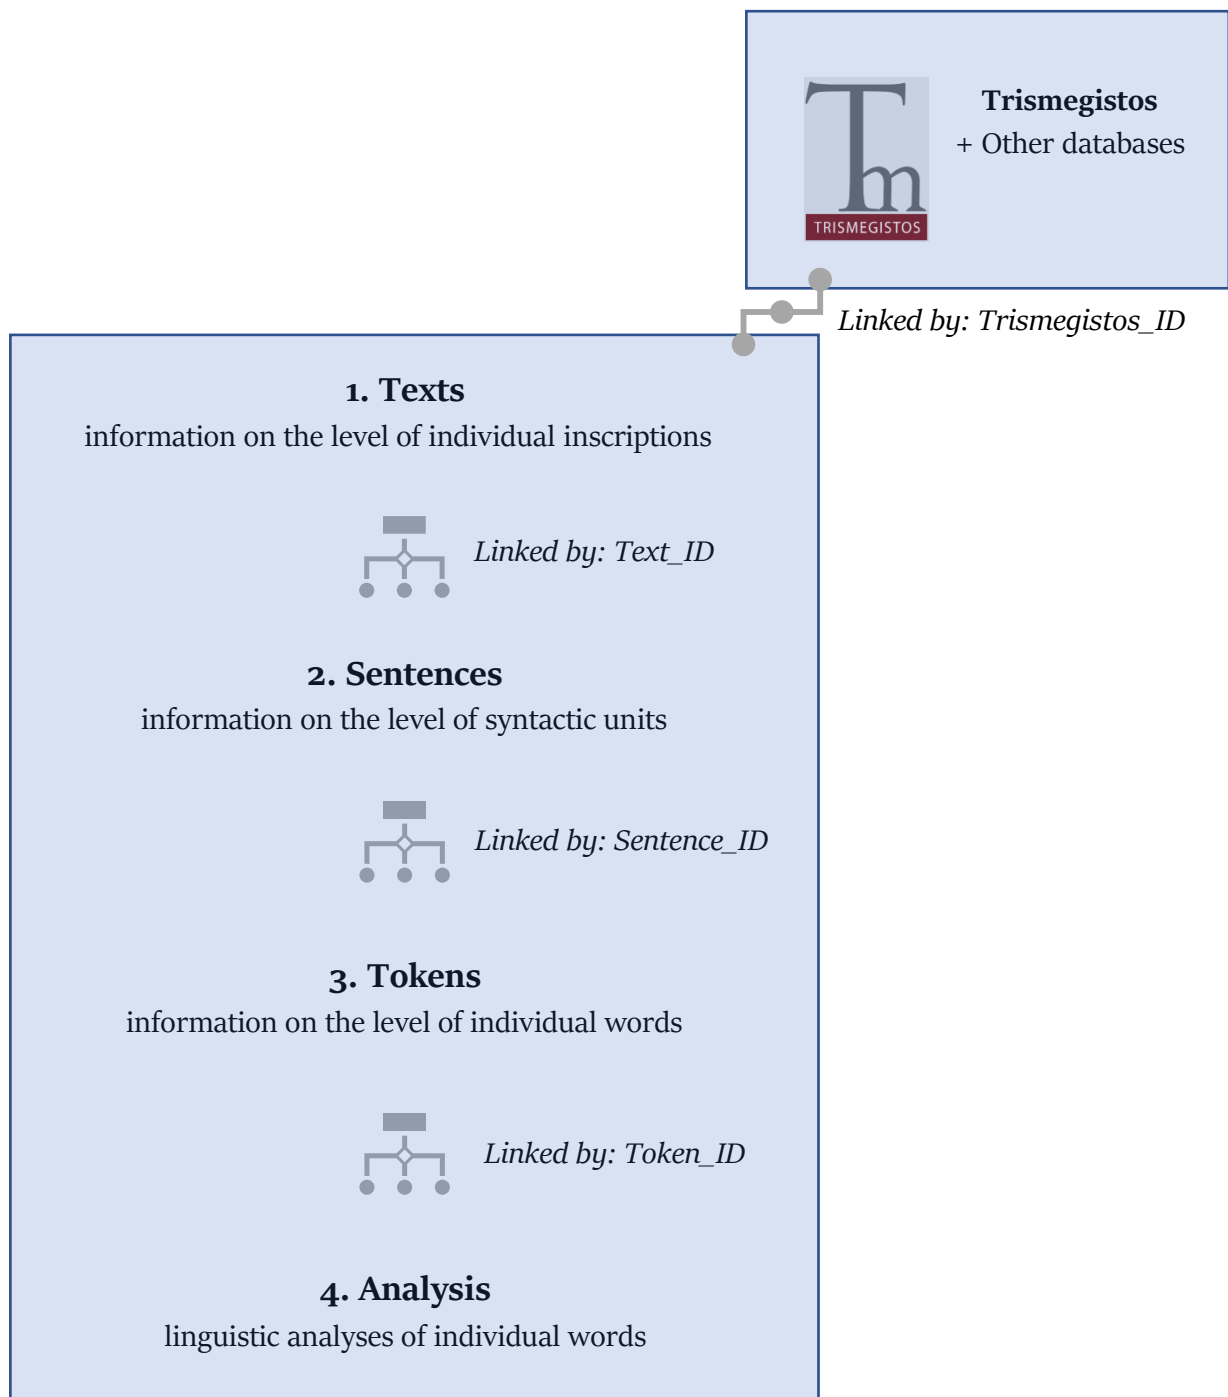 Trismegistos
+ Other databases
Tm
TRISMEGISTOS
Linked by: Trismegistos_ID
1. Texts
information on the level of individual inscriptions
Linked by: Text_ID
2. Sentences
information on the level of syntactic units
Linked by: Sentence_ID
3. Tokens
information on the level of individual words
Linked by: Token_ID
4. Analysis
linguistic analyses of individual words